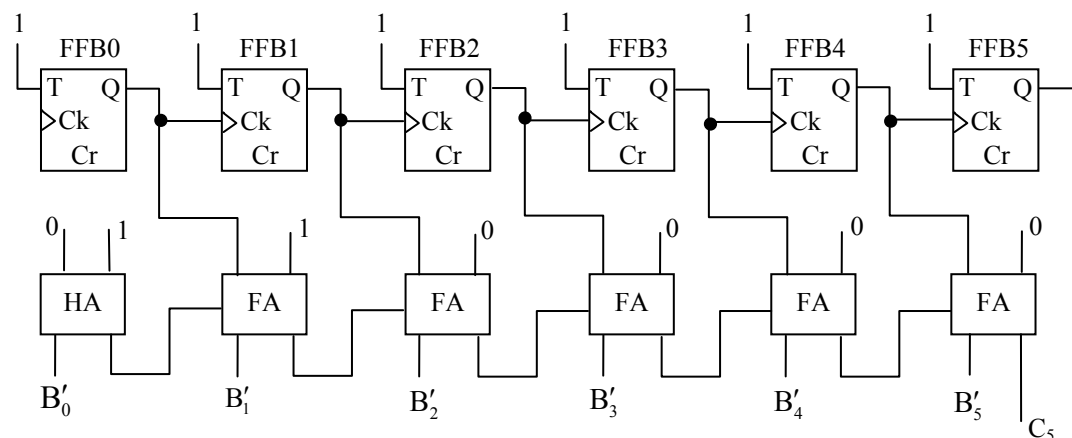 1 1 1 1 1 1
FFB0 FFB1 FFB2 FFB3 FFB4 FFB5
T Q T Q T Q T Q T Q T Q
Ck Ck Ck Ck Ck Ck
Cr Cr Cr Cr Cr Cr
0 1 1 0 0 0 0
HA FA FA FA FA FA
B′0 B′1 B′2 B′3 B′4 B′5
C5